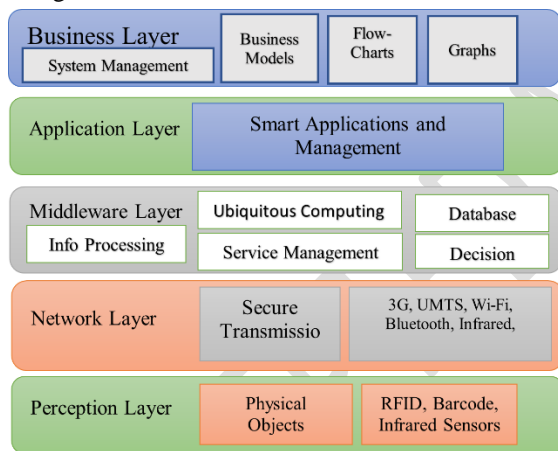 Business Layer
System Management
Business
Models
Flow-
Charts
Graphs
Application Layer
Smart Applications and
Management
Middleware Layer
Info Processing
Ubiquitous Computing
Service Management
Database
Decision
Network Layer
Secure
Transmissio
3G, UMTS, Wi-Fi,
Bluetooth, Infrared,
Perception Layer
Physical
Objects
RFID, Barcode,
Infrared Sensors